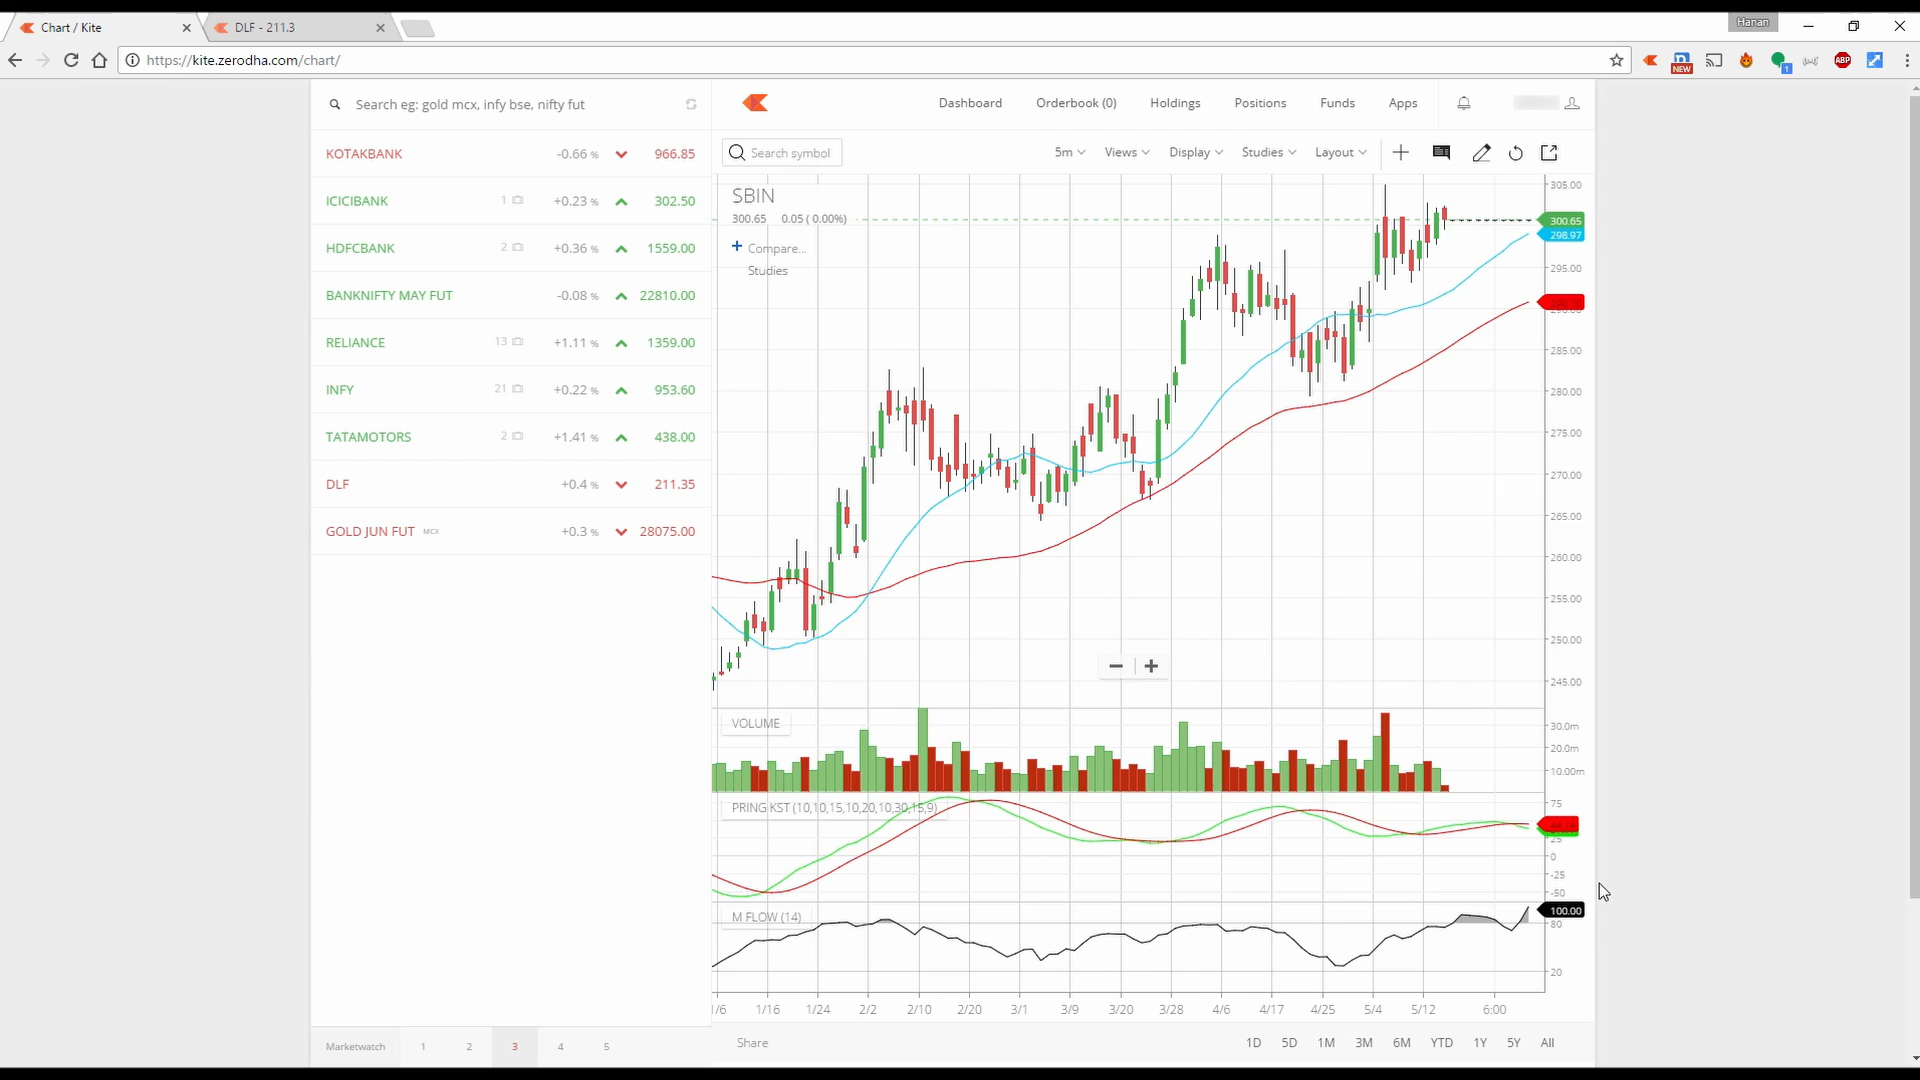 Chart / Kite
DLF - 211.3
Hanan
https://kite.zerodha.com/chart/
NEW
1
ABP
Search eg: gold mcx, infy bse, nifty fut
KOTAKBANK -0.66 % 966.85
ICICIBANK 1 +0.23 % 302.50
HDFCBANK 2 +0.36 % 1559.00
BANKNIFTY MAY FUT -0.08 % 22810.00
RELIANCE 13 +1.11 % 1359.00
INFY 21 +0.22 % 953.60
TATAMOTORS 2 +1.41 % 438.00
DLF +0.4 % 211.35
GOLD JUN FUT MCX +0.3 % 28075.00
Marketwatch 1 2 3 4 5
Dashboard Orderbook (0) Holdings Positions Funds Apps
Search symbol 5m Views Display Studies Layout
SBIN
300.65 0.05 ( 0.00%)
Compare...
Studies
305.00
300.65
298.97
295.00
285.00
280.00
275.00
270.00
265.00
260.00
255.00
250.00
245.00
VOLUME
30.0m
20.0m
10.00m
PRING KST (10,10,15,10,20,10,30,15,9)
75
25
0
-25
-50
M FLOW (14)
100.00
80
20
1/6 1/16 1/24 2/2 2/10 2/20 3/1 3/9 3/20 3/28 4/6 4/17 4/25 5/4 5/12 6:00
Share 1D 5D 1M 3M 6M YTD 1Y 5Y All